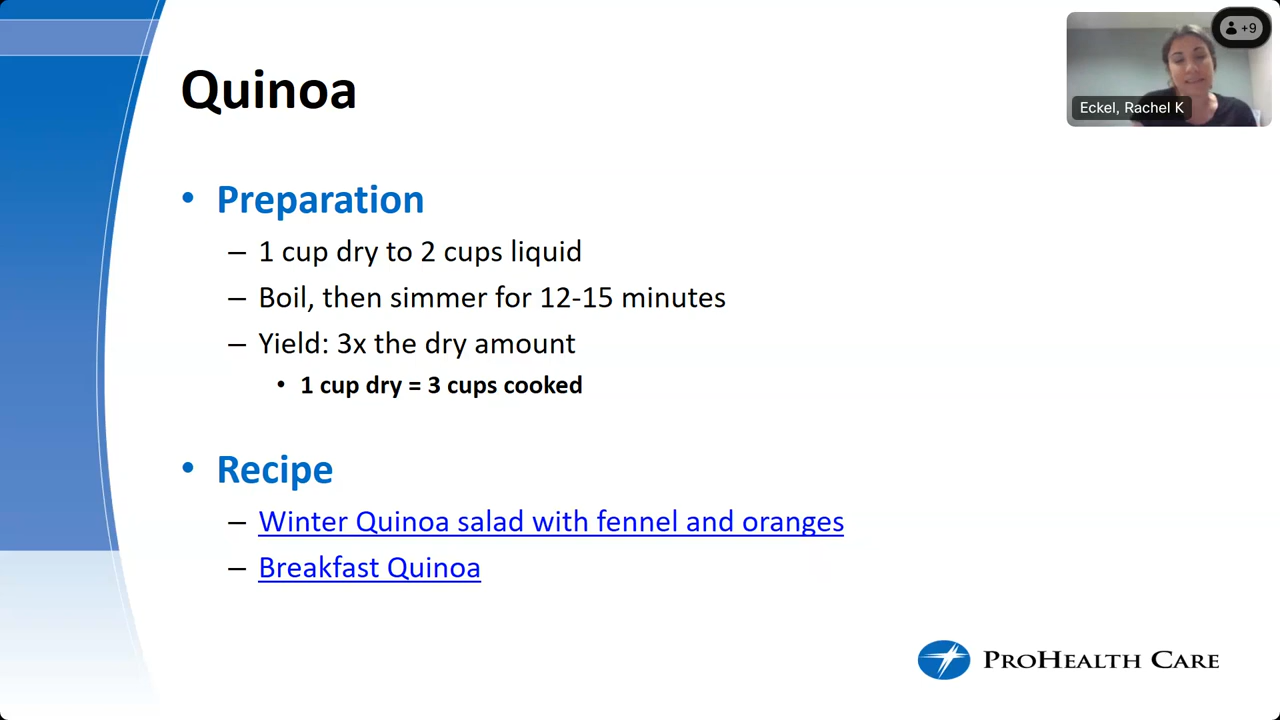 Quinoa
+9
Eckel, Rachel K
• Preparation
– 1 cup dry to 2 cups liquid
– Boil, then simmer for 12-15 minutes
– Yield: 3x the dry amount
• 1 cup dry = 3 cups cooked
• Recipe
– Winter Quinoa salad with fennel and oranges
– Breakfast Quinoa
PROHEALTH CARE